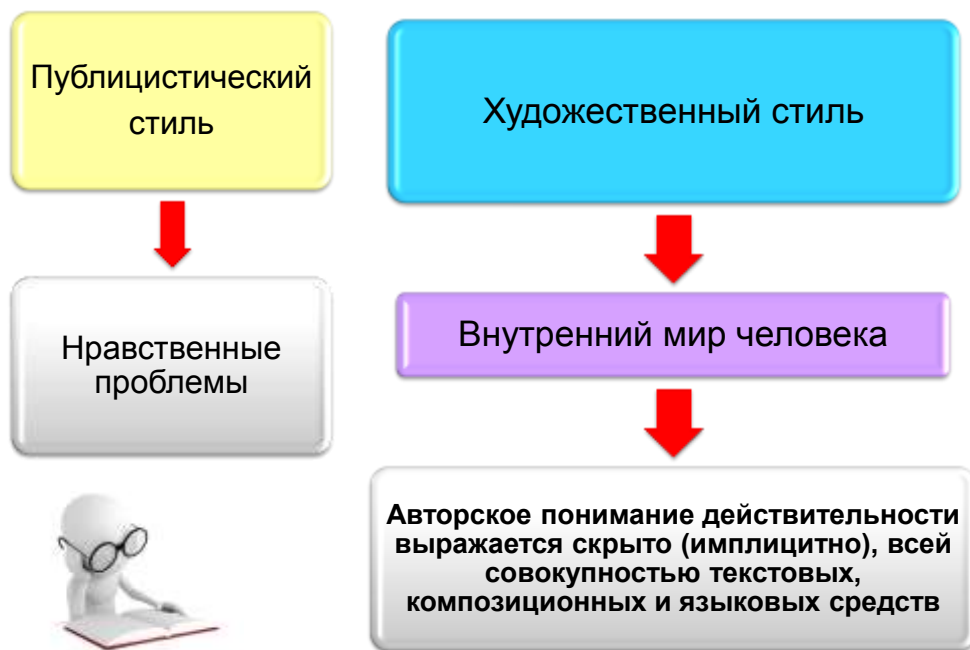 Публицистический
стиль
Художественный стиль
Нравственные
проблемы
Внутренний мир человека
Авторское понимание действительности
выражается скрыто (имплицитно), всей
совокупностью текстовых,
композиционных и языковых средств